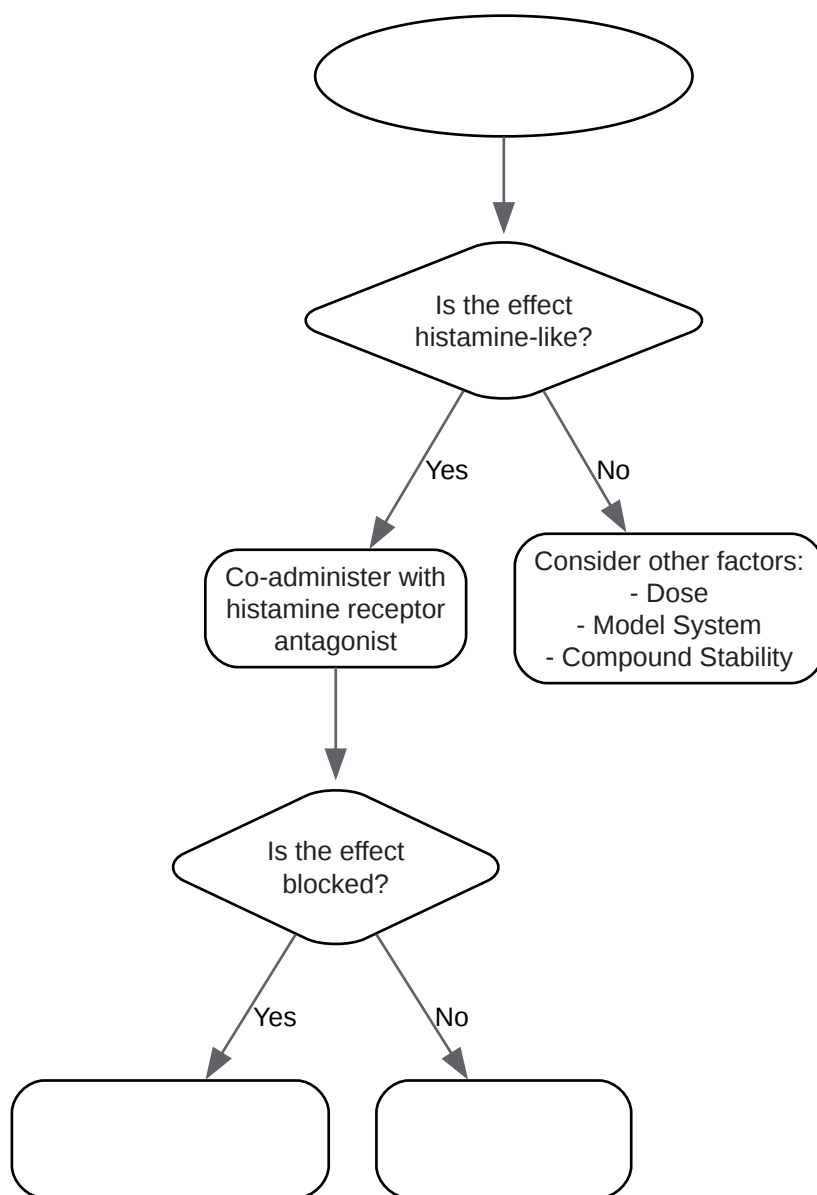 Is the effect
histamine-like?
Yes
No
Co-administer with
histamine receptor
antagonist
Consider other factors:
- Dose
- Model System
- Compound Stability
Is the effect
blocked?
Yes
No